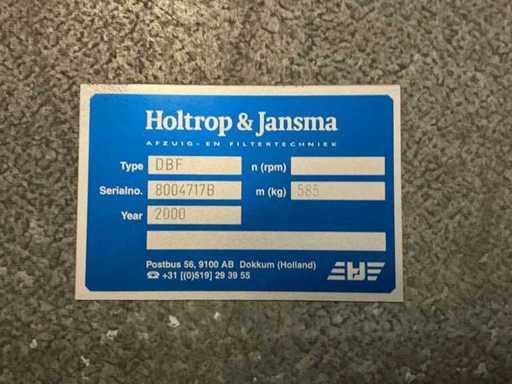 Holtrop & Jansma
AFZUIG- EN FILTERTECHNIEK
Type DBF n (rpm)
Serialno. 8004717B m (kg) 585
Year 2000
Postbus 56, 9100 AB Dokkum (Holland)
☎ +31 [(0)519] 29 39 55